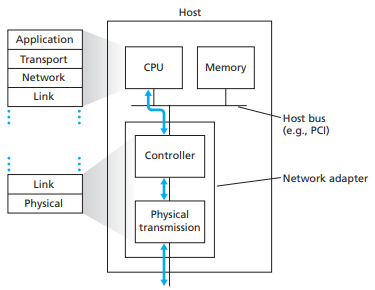 Host
Application
Transport
Network
Link
CPU
Memory
Host bus
(e.g., PCI)
Controller
Network adapter
Link
Physical
Physical
transmission